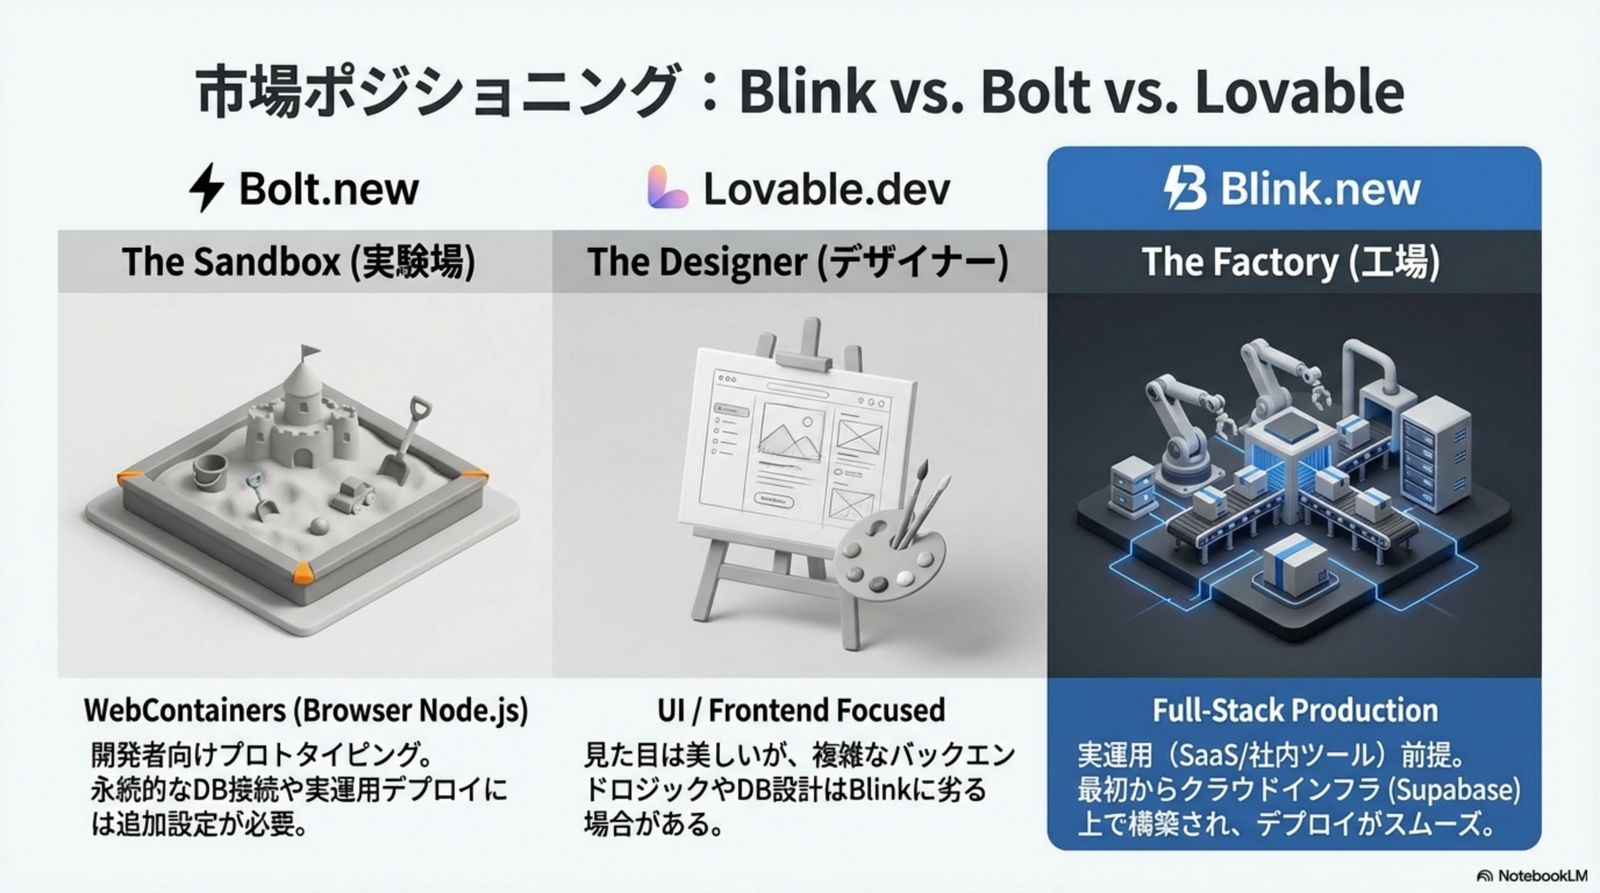 市場ポジショニング：Blink vs. Bolt vs. Lovable
Bolt.new
The Sandbox (実験場)
WebContainers (Browser Node.js)
開発者向けプロトタイピング。
永続的なDB接続や実運用デプロイに
は追加設定が必要。
Lovable.dev
The Designer (デザイナー)
UI / Frontend Focused
見た目は美しいが、複雑なバックエン
ドロジックやDB設計はBlinkに劣る
場合がある。
Blink.new
The Factory (工場)
Full-Stack Production
実運用（SaaS/社内ツール）前提。
最初からクラウドインフラ (Supabase)
上で構築され、デプロイがスムーズ。
NotebookLM